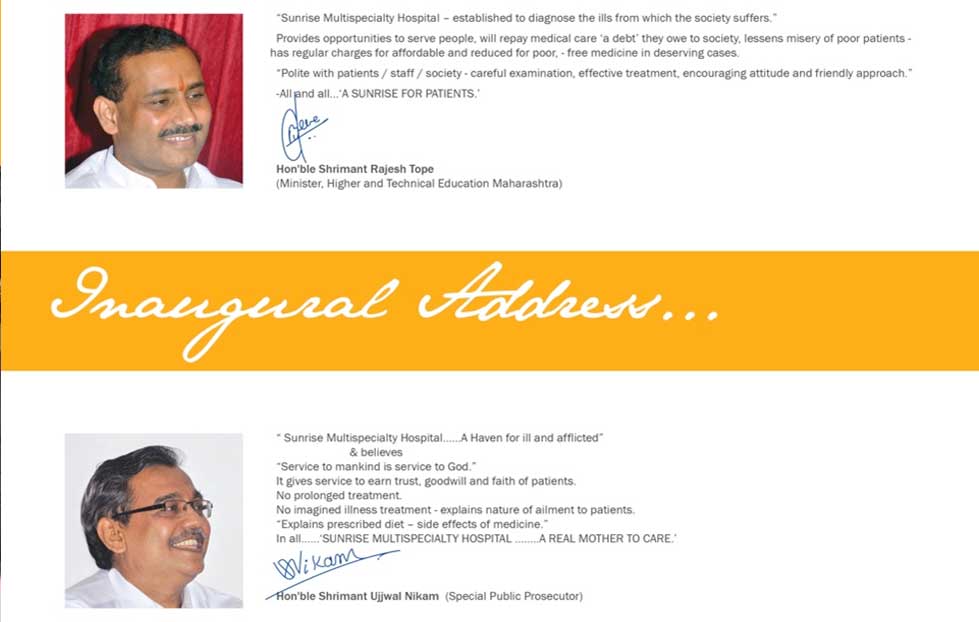 “Sunrise Multispecialty Hospital – established to diagnose the ills from which the society suffers.”
Provides opportunities to serve people, will repay medical care ‘a debt’ they owe to society, lessens misery of poor patients -
has regular charges for affordable and reduced for poor, - free medicine in deserving cases.
“Polite with patients / staff / society - careful examination, effective treatment, encouraging attitude and friendly approach.”
-All and all...‘A SUNRISE FOR PATIENTS.’
Hon'ble Shrimant Rajesh Tope
(Minister, Higher and Technical Education Maharashtra)
Inaugural Address...
“ Sunrise Multispecialty Hospital......A Haven for ill and afflicted”
& believes
“Service to mankind is service to God.”
It gives service to earn trust, goodwill and faith of patients.
No prolonged treatment.
No imagined illness treatment - explains nature of ailment to patients.
“Explains prescribed diet – side effects of medicine.”
In all......‘SUNRISE MULTISPECIALTY HOSPITAL ........A REAL MOTHER TO CARE.’
Nikam
Hon'ble Shrimant Ujjwal Nikam (Special Public Prosecutor)